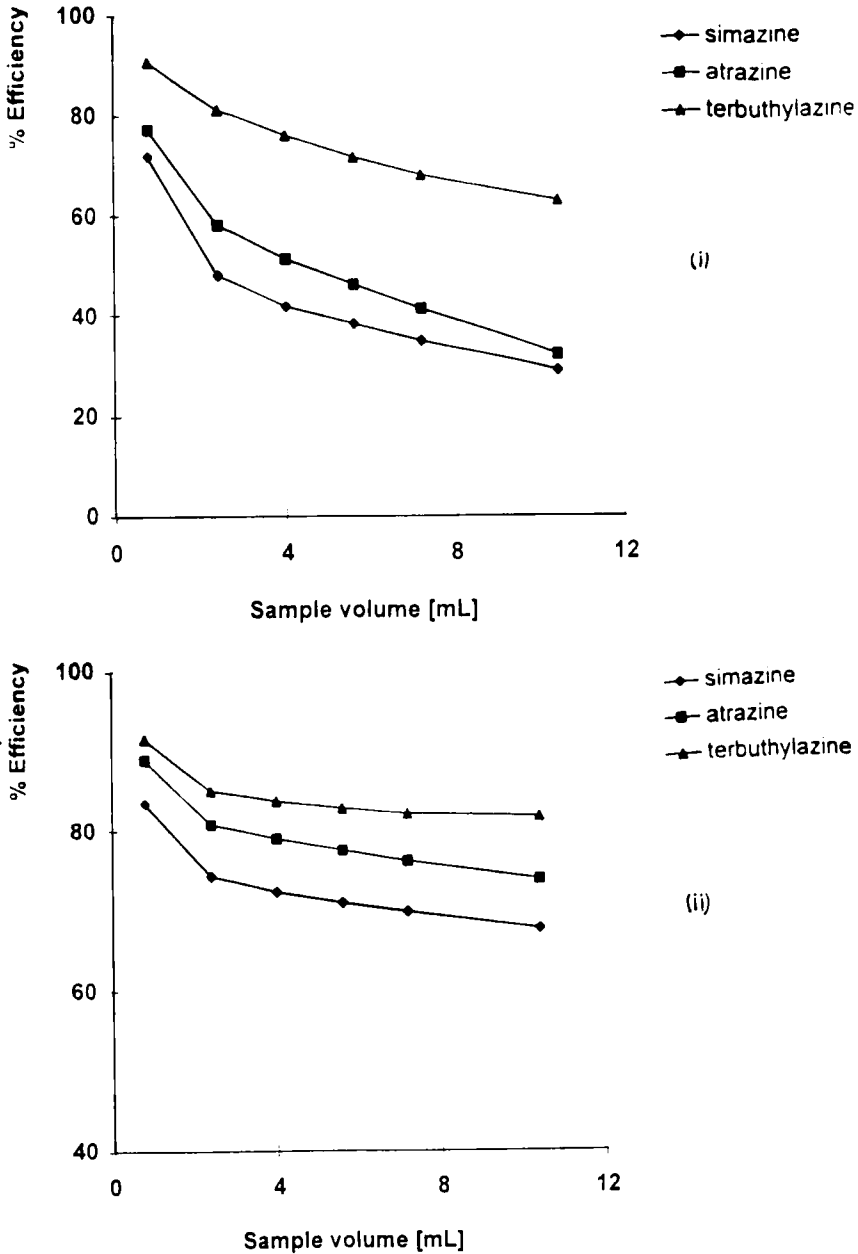 100
80
60
40
20
0
% Efficiency
0 4 8 12
Sample volume [mL]
simazine
atrazine
terbuthylazine
(i)
100
80
60
40
% Efficiency
0 4 8 12
Sample volume [mL]
simazine
atrazine
terbuthylazine
(ii)